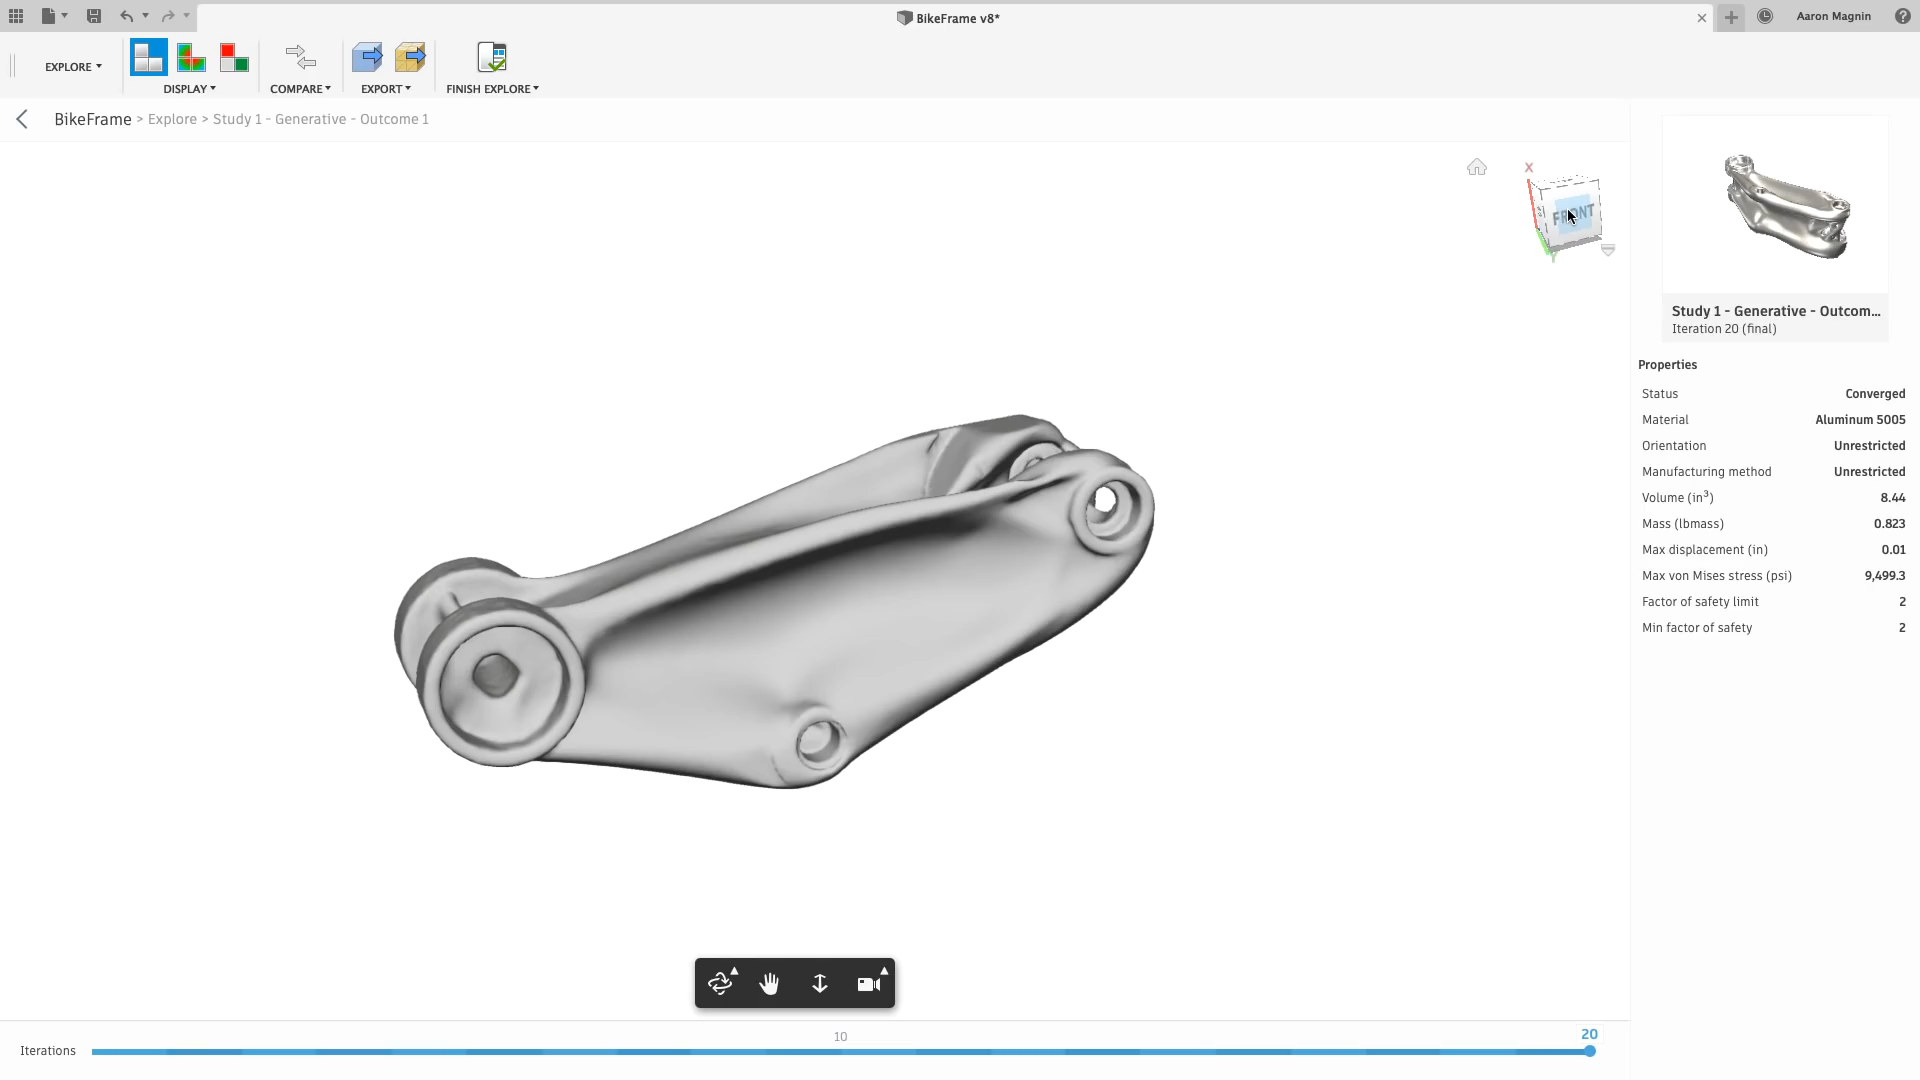 BikeFrame v8*
Aaron Magnin
EXPLORE
DISPLAY
COMPARE
EXPORT
FINISH EXPLORE
BikeFrame > Explore > Study 1 - Generative - Outcome 1
X
FRONT
Y
Study 1 - Generative - Outcom...
Iteration 20 (final)
Properties
Status Converged
Material Aluminum 5005
Orientation Unrestricted
Manufacturing method Unrestricted
Volume (in³) 8.44
Mass (lbmass) 0.823
Max displacement (in) 0.01
Max von Mises stress (psi) 9,499.3
Factor of safety limit 2
Min factor of safety 2
10
20
Iterations